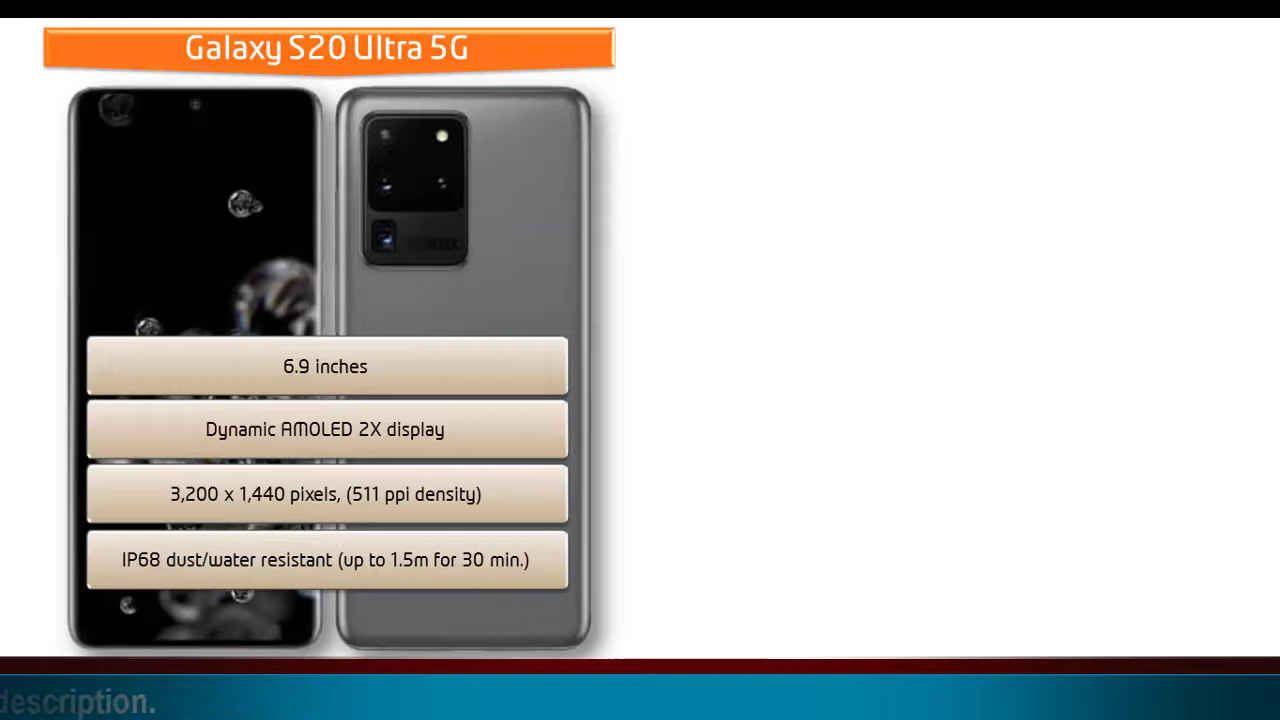 Galaxy S20 Ultra 5G
6.9 inches
Dynamic AMOLED 2X display
3,200 x 1,440 pixels, (511 ppi density)
IP68 dust/water resistant (up to 1.5m for 30 min.)
description.